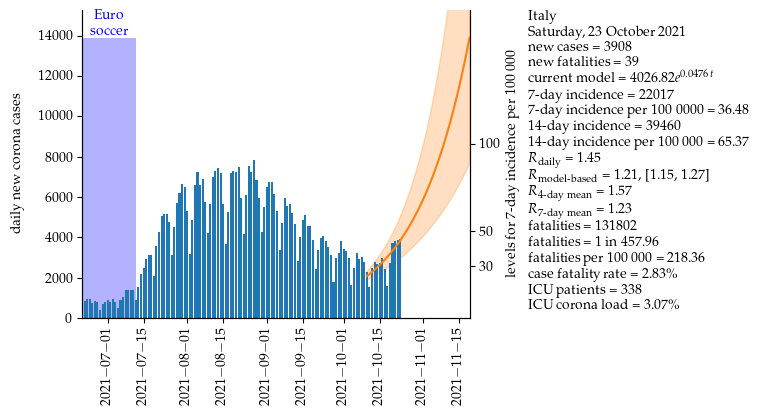 Euro
soccer
daily new corona cases
14000
12000
10000
8000
6000
4000
2000
0
2021−07−01
2021−07−15
2021−08−01
2021−08−15
2021−09−01
2021−09−15
2021−10−01
2021−10−15
2021−11−01
2021−11−15
100
50
30
levels for 7-day incidence per 100 000
Italy
Saturday, 23 October 2021
new cases = 3908
new fatalities = 39
current model = 4026.82e^0.0476 t
7-day incidence = 22017
7-day incidence per 100 0000 = 36.48
14-day incidence = 39460
14-day incidence per 100 000 = 65.37
R_daily = 1.45
R_model-based = 1.21, [1.15, 1.27]
R_4-day mean = 1.57
R_7-day mean = 1.23
fatalities = 131802
fatalities = 1 in 457.96
fatalities per 100 000 = 218.36
case fatality rate = 2.83%
ICU patients = 338
ICU corona load = 3.07%